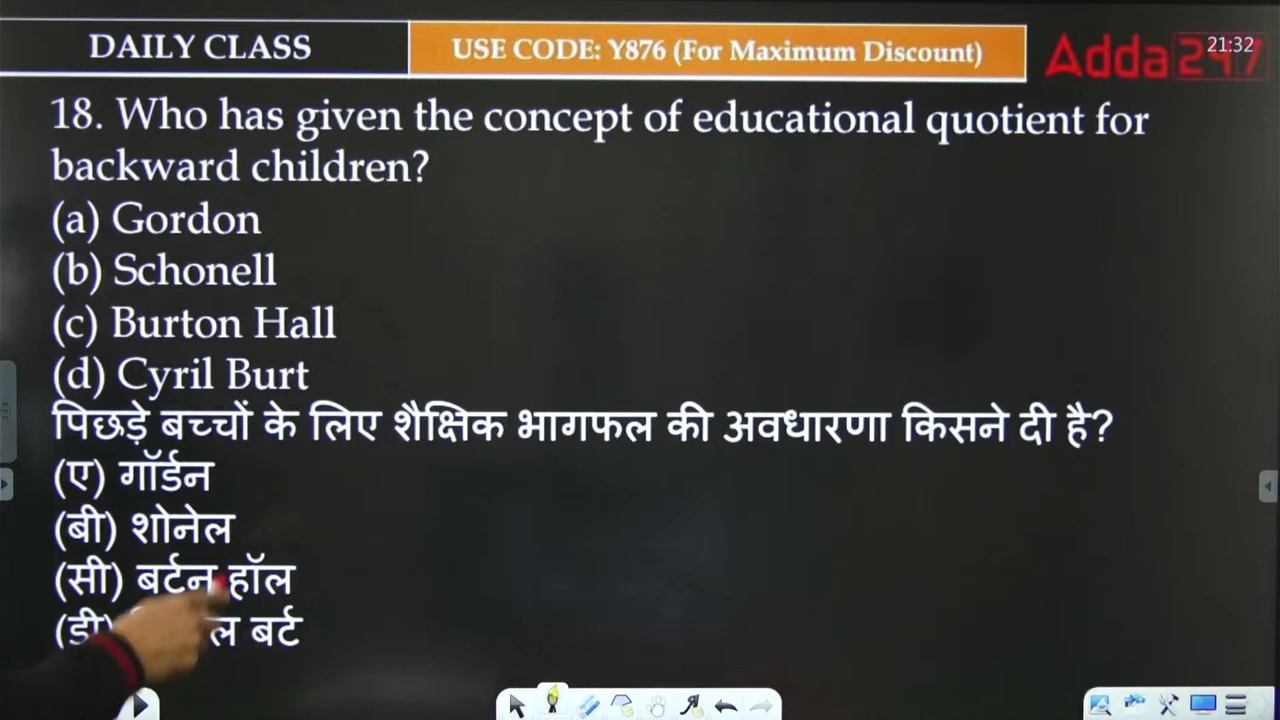 DAILY CLASS
USE CODE: Y876 (For Maximum Discount)
Adda247
21:32
18. Who has given the concept of educational quotient for
backward children?
(a) Gordon
(b) Schonell
(c) Burton Hall
(d) Cyril Burt
पिछड़े बच्चों के लिए शैक्षिक भागफल की अवधारणा किसने दी है?
(ए) गॉर्डन
(बी) शोनेल
(सी) बर्टन हॉल
(डी) बर्ट